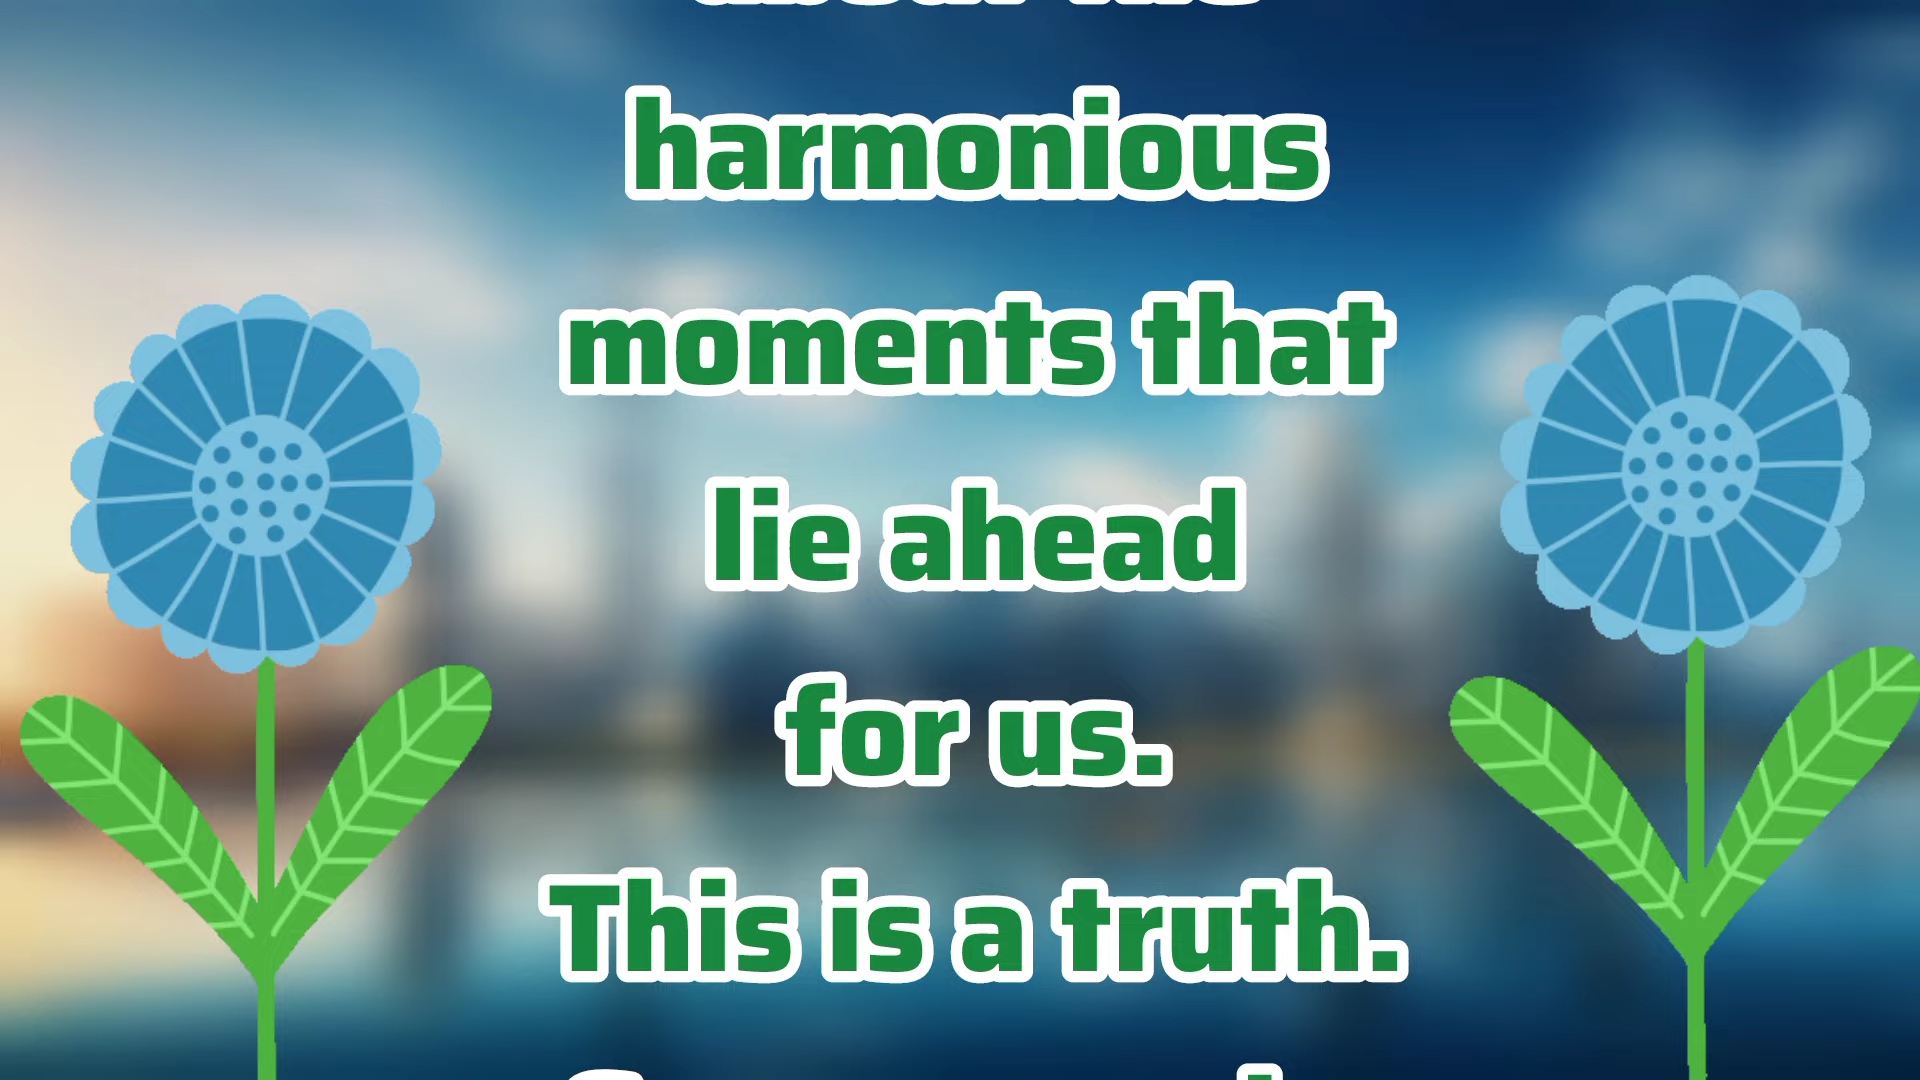 harmonious
moments that
lie ahead
for us.
This is a truth.